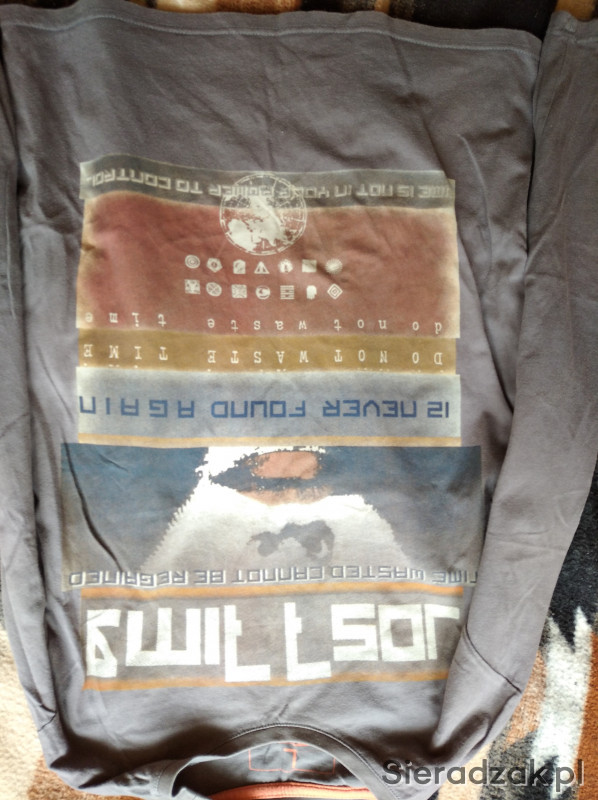 LOST TIME
TIME WASTED CANNOT BE REGAINED
IS NEVER FOUND AGAIN
DO NOT WASTE TIME
do not waste time
TIME IS NOT IN YOUR POWER TO CONTROL
Sieradzak.pl